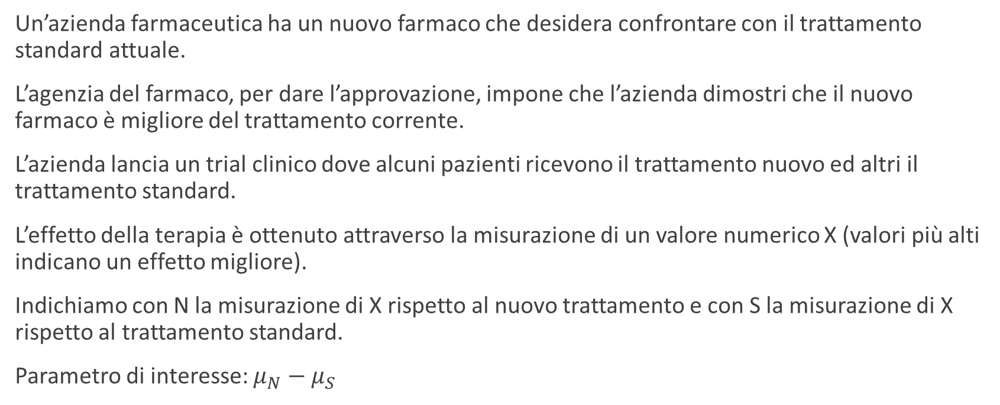 Un’azienda farmaceutica ha un nuovo farmaco che desidera confrontare con il trattamento
standard attuale.
L’agenzia del farmaco, per dare l’approvazione, impone che l’azienda dimostri che il nuovo
farmaco è migliore del trattamento corrente.
L’azienda lancia un trial clinico dove alcuni pazienti ricevono il trattamento nuovo ed altri il
trattamento standard.
L’effetto della terapia è ottenuto attraverso la misurazione di un valore numerico X (valori più alti
indicano un effetto migliore).
Indichiamo con N la misurazione di X rispetto al nuovo trattamento e con S la misurazione di X
rispetto al trattamento standard.
Parametro di interesse: μ_N − μ_S